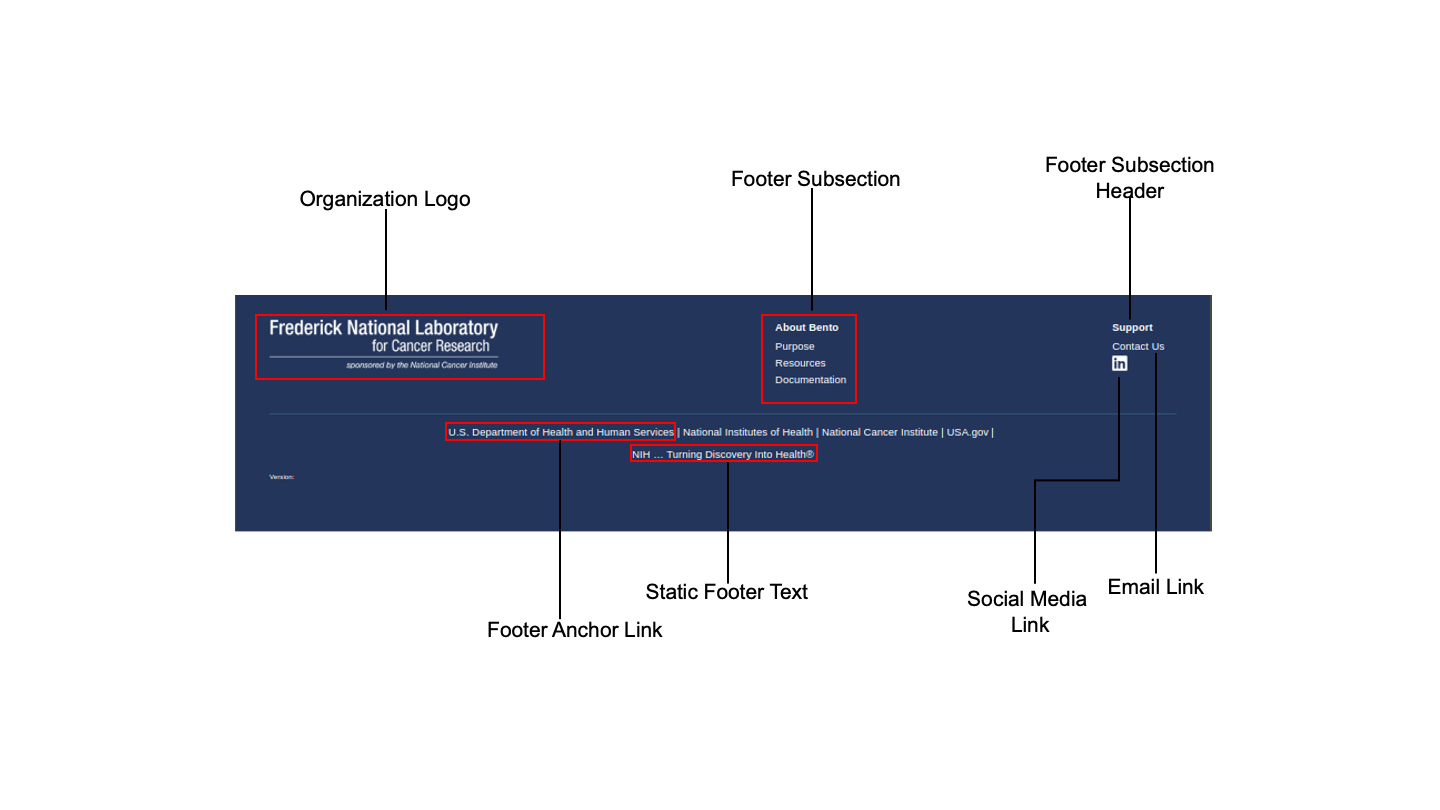 Footer Subsection
Header
Footer Subsection
Organization Logo
Frederick National Laboratory
for Cancer Research
sponsored by the National Cancer Institute
About Bento
Purpose
Resources
Documentation
Support
Contact Us
in
U.S. Department of Health and Human Services | National Institutes of Health | National Cancer Institute | USA.gov |
NIH … Turning Discovery Into Health®
Version:
Static Footer Text
Footer Anchor Link
Social Media
Link
Email Link